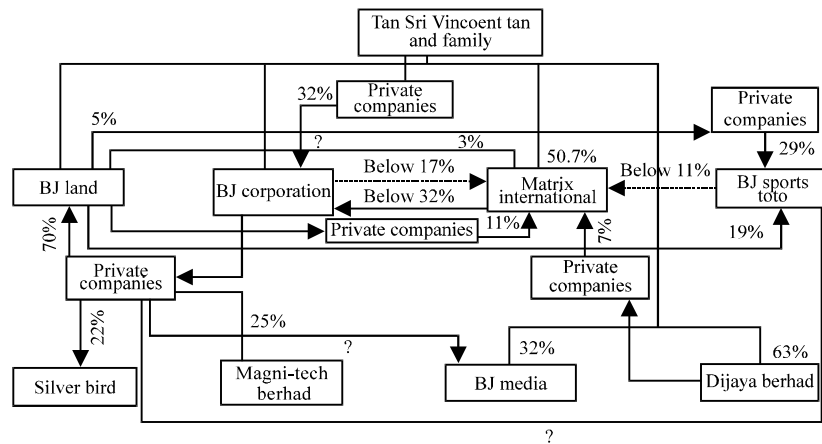 Tan Sri Vincoent tan
and family
32%
Private
companies
Private
companies
5%
?
3%
50.7%
29%
BJ land
BJ corporation
Below 17%
Below 32%
Matrix
international
Below 11%
BJ sports
toto
Private companies
11%
7%
19%
70%
Private
companies
Private
companies
22%
25%
?
32%
63%
Silver bird
Magni-tech
berhad
BJ media
Dijaya berhad
?